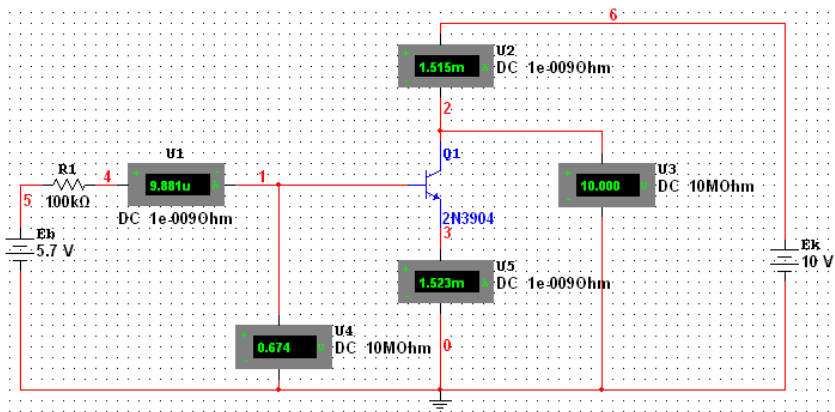 6
U2
1.515m A
DC 1e-009Ohm
2
Q1
U1
R1
4
9.881u A
1
U3
10.000 V
DC 10MOhm
5
100kΩ
DC 1e-009Ohm
2N3904
3
Eb
5.7 V
Ek
10 V
U5
1.523m A
DC 1e-009Ohm
U4
0.674 V
DC 10MOhm
0